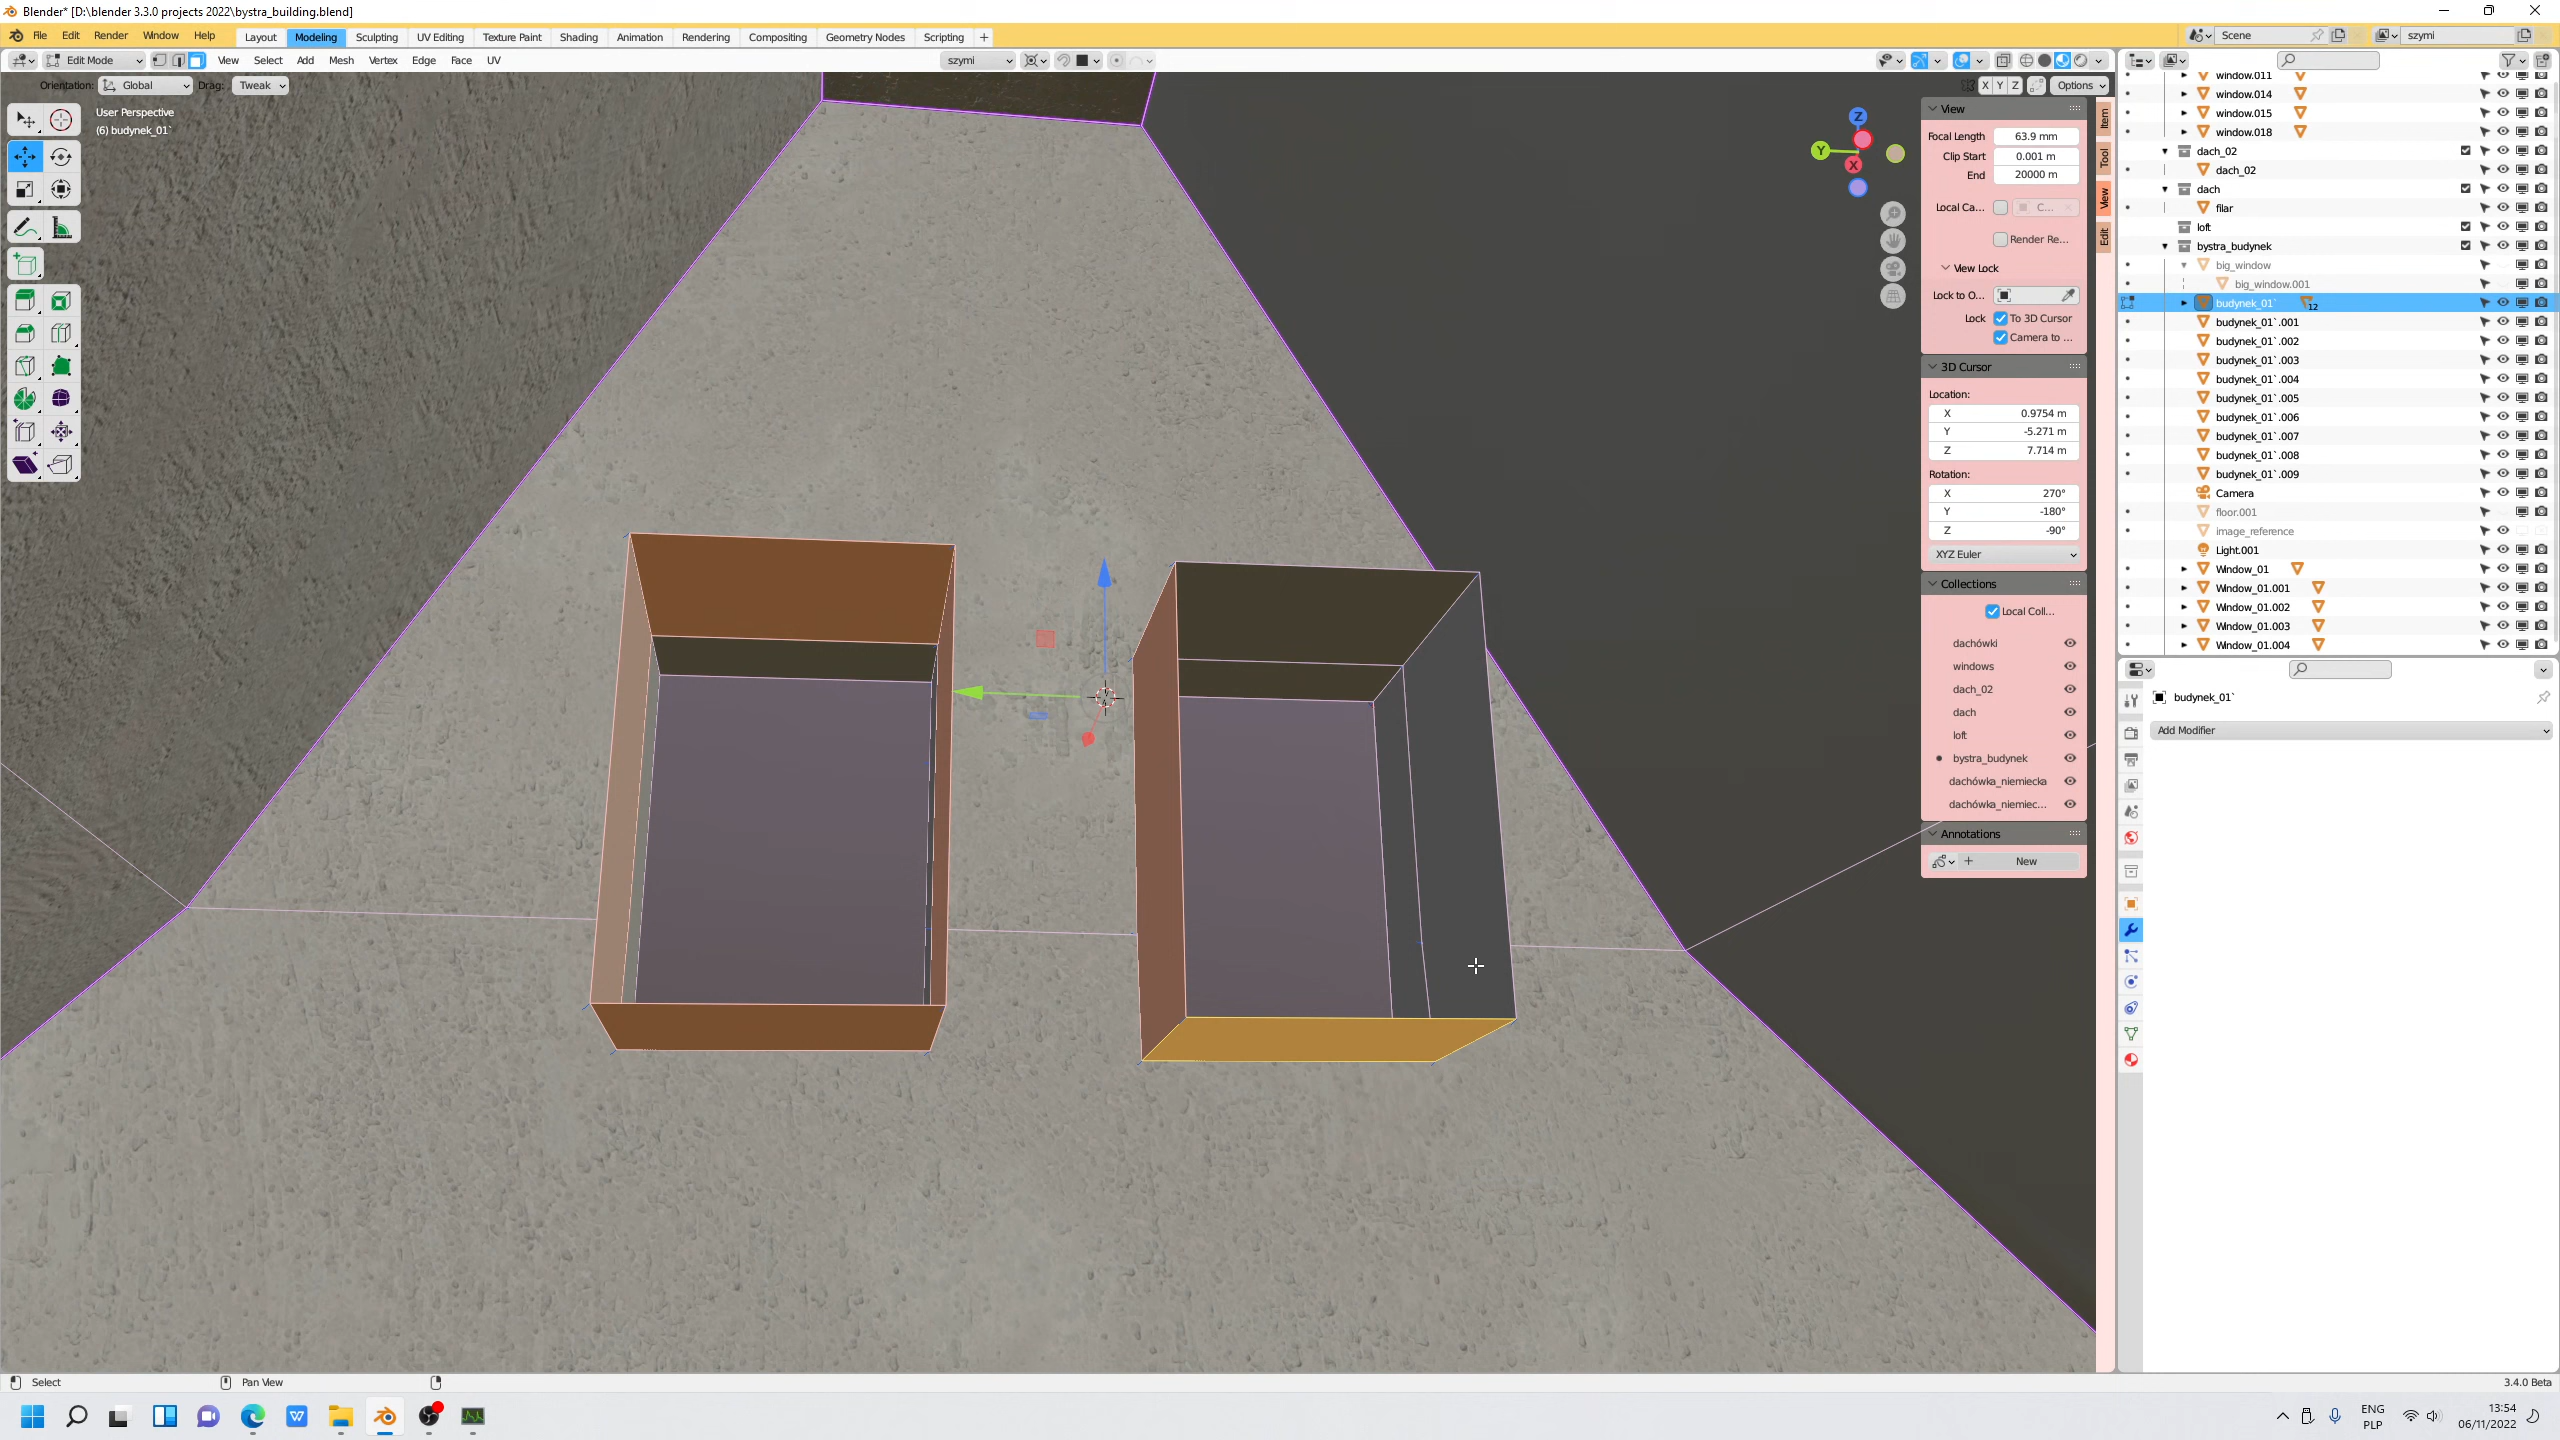 Blender* [D:\blender 3.3.0 projects 2022\bystra_building.blend]
File Edit Render Window Help Layout Modeling Sculpting UV Editing Texture Paint Shading Animation Rendering Compositing Geometry Nodes Scripting + Scene szymi
Edit Mode View Select Add Mesh Vertex Edge Face UV szymi
Orientation: Global Drag: Tweak X Y Z Options
User Perspective
(6) budynek_01`
Z
Y
X
View
Focal Length 63.9 mm
Clip Start 0.001 m
End 20000 m
Local Ca... C...
Render Re...
View Lock
Lock to O...
Lock To 3D Cursor
Camera to ...
3D Cursor
Location:
X 0.9754 m
Y -5.271 m
Z 7.714 m
Rotation:
X 270°
Y -180°
Z -90°
XYZ Euler
Collections
Local Coll...
dachówki
windows
dach_02
dach
loft
bystra_budynek
dachówka_niemiecka
dachówka_niemiec...
Annotations
+ New
Item
Tool
View
Edit
window.011
window.014
window.015
window.018
dach_02
dach_02
dach
filar
loft
bystra_budynek
big_window
big_window.001
budynek_01` 12
budynek_01`.001
budynek_01`.002
budynek_01`.003
budynek_01`.004
budynek_01`.005
budynek_01`.006
budynek_01`.007
budynek_01`.008
budynek_01`.009
Camera
floor.001
image_reference
Light.001
Window_01
Window_01.001
Window_01.002
Window_01.003
Window_01.004
budynek_01`
Add Modifier
Select Pan View 3.4.0 Beta
ENG
PLP
13:54
06/11/2022